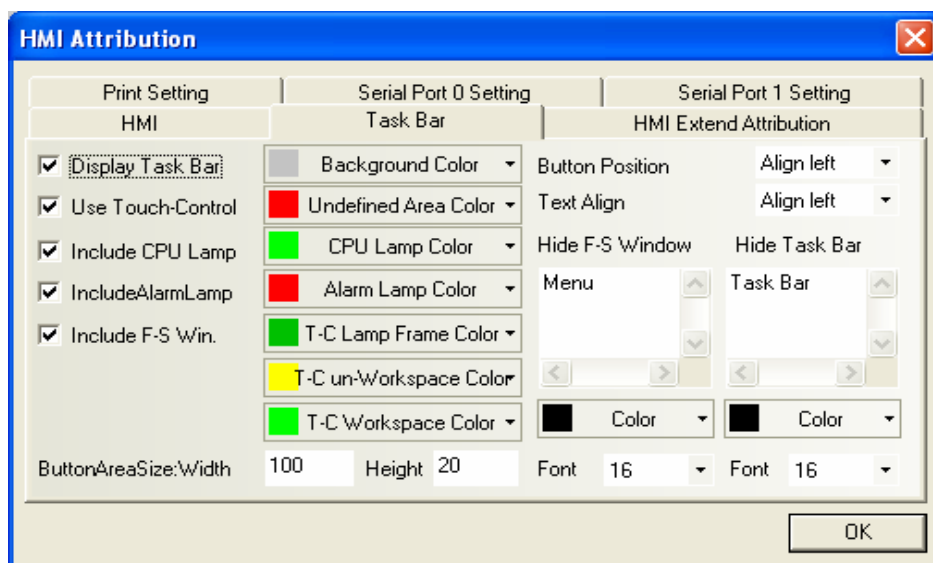 HMI Attribution
Print Setting Serial Port 0 Setting Serial Port 1 Setting
HMI Task Bar HMI Extend Attribution
Display Task Bar Background Color Button Position Align left
Use Touch-Control Undefined Area Color Text Align Align left
Include CPU Lamp CPU Lamp Color Hide F-S Window Hide Task Bar
IncludeAlarmLamp Alarm Lamp Color Menu Task Bar
Include F-S Win. T-C Lamp Frame Color
T-C un-Workspace Color
T-C Workspace Color Color Color
ButtonAreaSize:Width 100 Height 20 Font 16 Font 16
OK